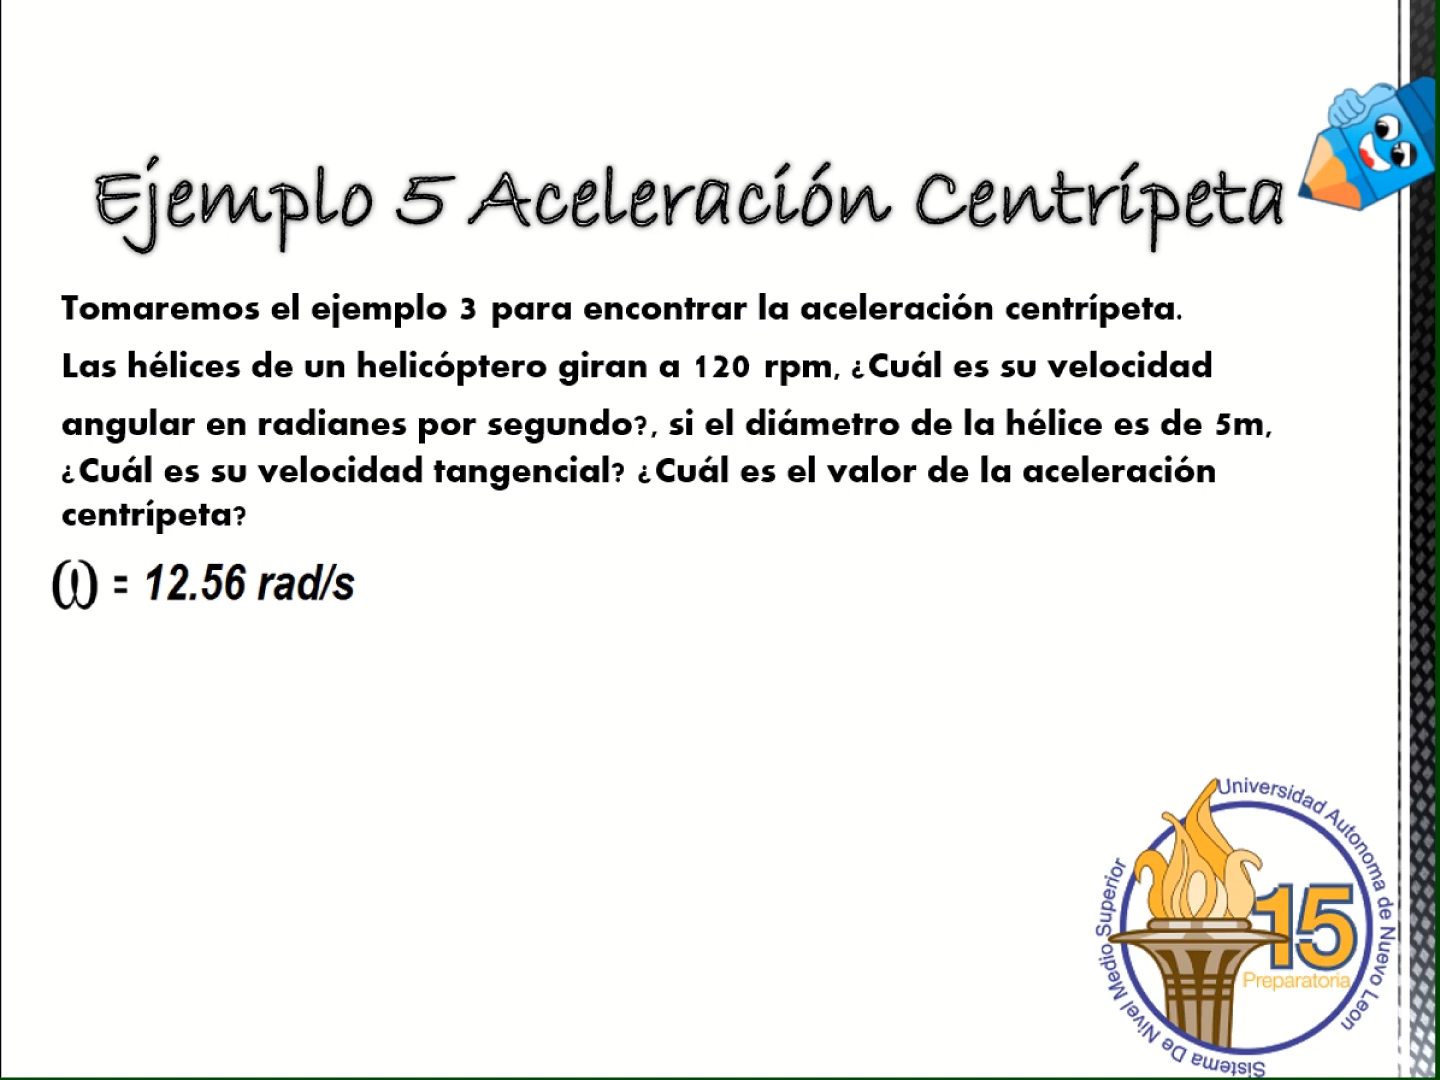 Ejemplo 5 Aceleración Centrípeta
Tomaremos el ejemplo 3 para encontrar la aceleración centrípeta.
Las hélices de un helicóptero giran a 120 rpm, ¿Cuál es su velocidad
angular en radianes por segundo?, si el diámetro de la hélice es de 5m,
¿Cuál es su velocidad tangencial? ¿Cuál es el valor de la aceleración
centrípeta?
ω = 12.56 rad/s
Universidad Autonoma de Nuevo Leon
Sistema De Nivel Medio Superior
15
Preparatoria